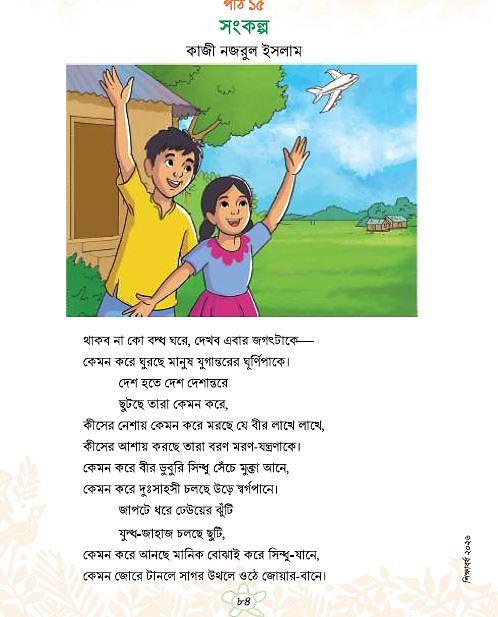 পাঠ ১৫
সংকল্প
কাজী নজরুল ইসলাম
থাকব না কো বদ্ধ ঘরে, দেখব এবার জগৎটাকে—
কেমন করে ঘুরছে মানুষ যুগান্তরের ঘূর্ণিপাকে।
দেশ হতে দেশ দেশান্তরে
ছুটছে তারা কেমন করে,
কীসের নেশায় কেমন করে মরছে যে বীর লাখে লাখে,
কীসের আশায় করছে তারা বরণ মরণ-যন্ত্রণাকে।
কেমন করে বীর ডুবুরি সিন্ধু সেঁচে মুক্তা আনে,
কেমন করে দুঃসাহসী চলছে উড়ে স্বর্গপানে।
জাপটে ধরে ঢেউয়ের ঝুঁটি
যুদ্ধ-জাহাজ চলছে ছুটি,
কেমন করে আনছে মানিক বোঝাই করে সিন্ধু-যানে,
কেমন জোরে টানলে সাগর উথলে ওঠে জোয়ার-বানে।
৮৪
শিক্ষাবর্ষ ২০২৬